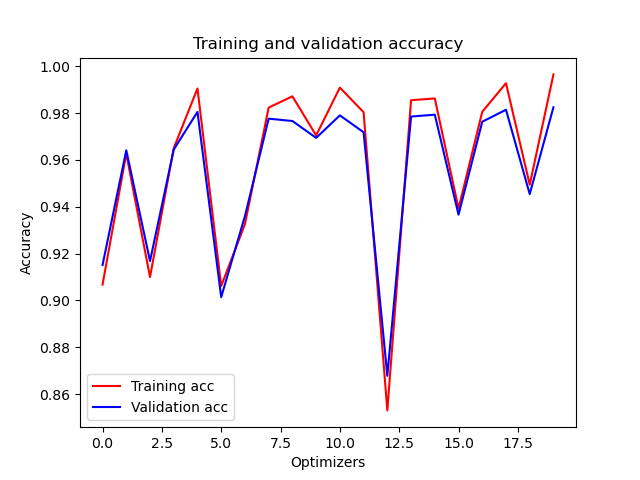 Training and validation accuracy
1.00
0.98
0.96
0.94
0.92
0.90
0.88
0.86
Accuracy
Training acc
Validation acc
0.0 2.5 5.0 7.5 10.0 12.5 15.0 17.5
Optimizers